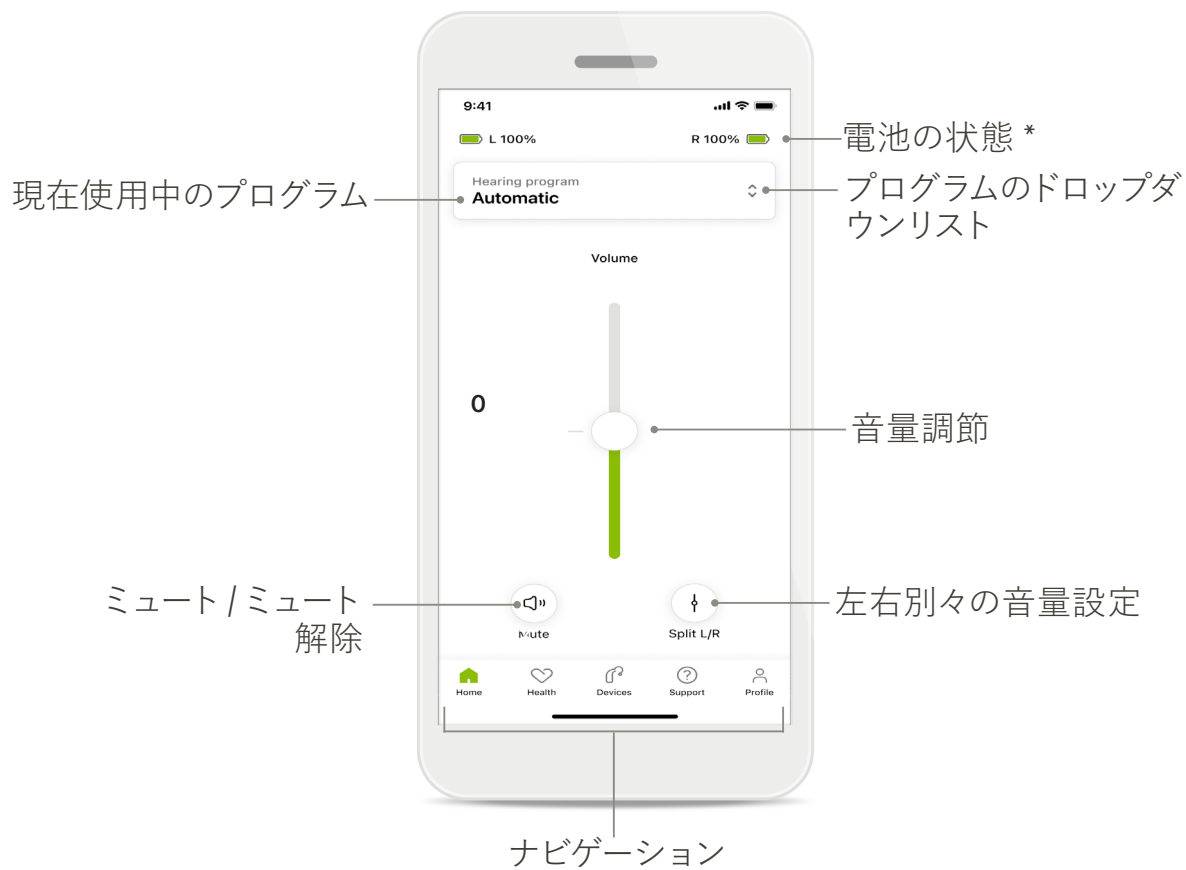 9:41
L 100%
R 100%
電池の状態 *
現在使用中のプログラム
Hearing program
Automatic
プログラムのドロップダ
ウンリスト
Volume
0
音量調節
ミュート / ミュート
解除
Mute
Split L/R
左右別々の音量設定
Home
Health
Devices
Support
Profile
ナビゲーション